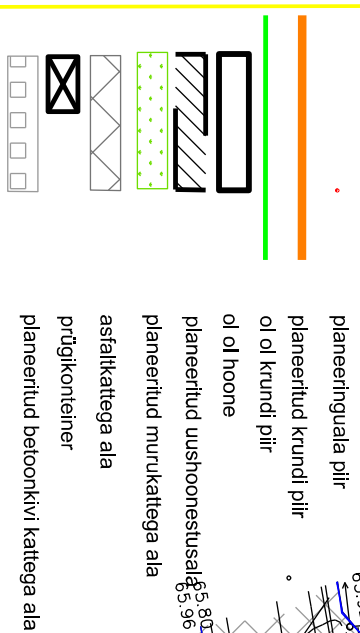 planeeringuala piir
planeeritud krundi piir
ol ol krundi piir
ol ol hoone
planeeritud uushoonestusala
planeeritud murukattega ala
asfaltkattega ala
prügikonteiner
planeeritud betoonkivi kattega ala
65.80
65.96